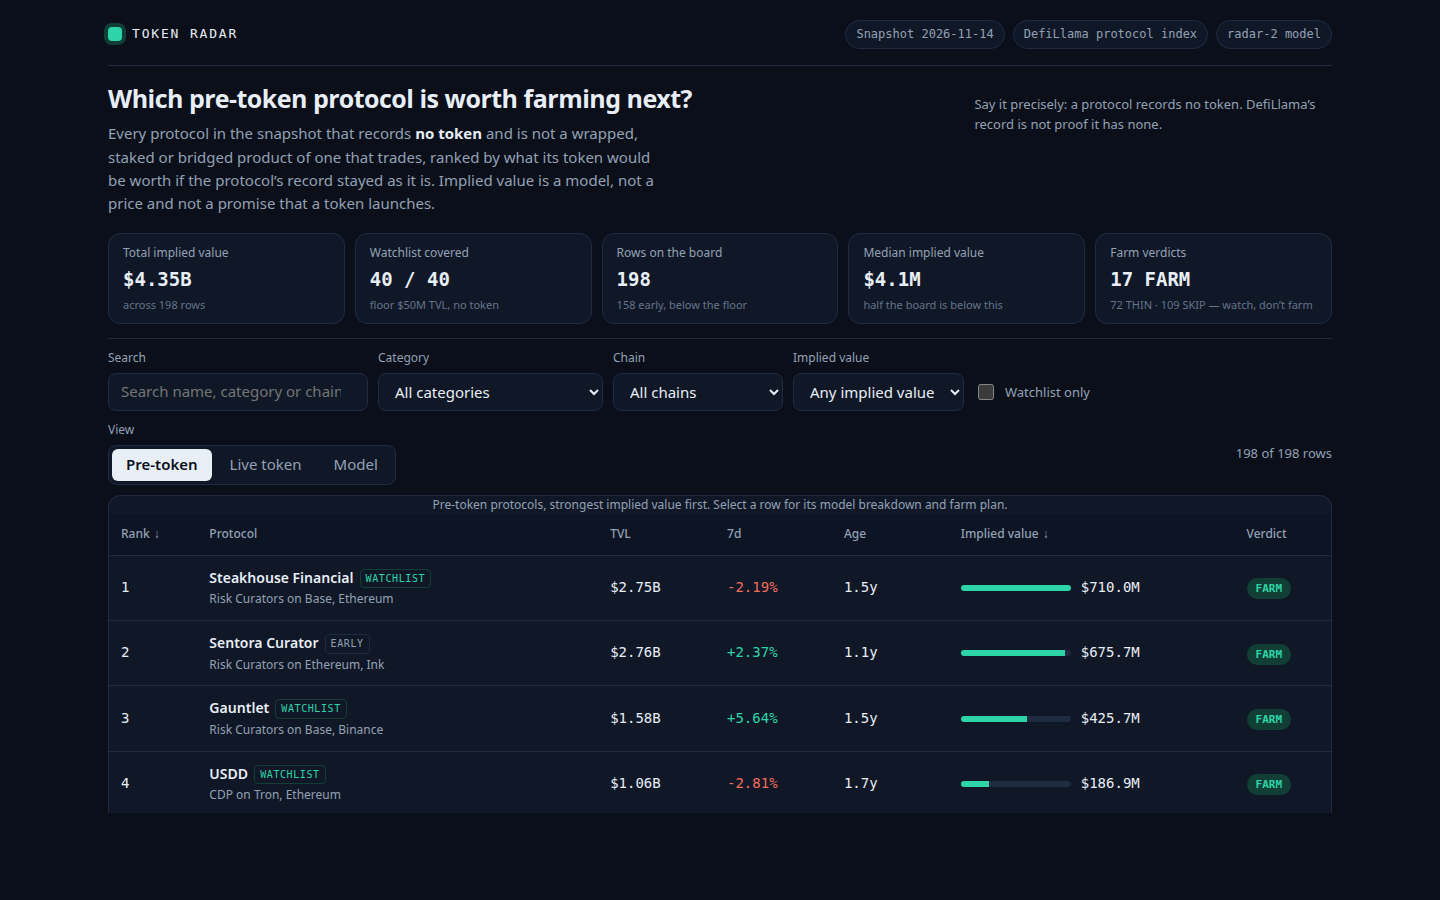 TOKEN RADAR
Snapshot 2026-11-14
DefiLlama protocol index
radar-2 model
Which pre-token protocol is worth farming next?
Every protocol in the snapshot that records no token and is not a wrapped,
staked or bridged product of one that trades, ranked by what its token would
be worth if the protocol’s record stayed as it is. Implied value is a model, not a
price and not a promise that a token launches.
Say it precisely: a protocol records no token. DefiLlama’s
record is not proof it has none.
Total implied value
$4.35B
across 198 rows
Watchlist covered
40 / 40
floor $50M TVL, no token
Rows on the board
198
158 early, below the floor
Median implied value
$4.1M
half the board is below this
Farm verdicts
17 FARM
72 THIN · 109 SKIP — watch, don’t farm
Search
Search name, category or chain
Category
All categories
Chain
All chains
Implied value
Any implied value
Watchlist only
View
Pre-token Live token Model
198 of 198 rows
Pre-token protocols, strongest implied value first. Select a row for its model breakdown and farm plan.
Rank ↓ Protocol TVL 7d Age Implied value ↓ Verdict
1 Steakhouse Financial WATCHLIST $2.75B -2.19% 1.5y $710.0M FARM
Risk Curators on Base, Ethereum
2 Sentora Curator EARLY $2.76B +2.37% 1.1y $675.7M FARM
Risk Curators on Ethereum, Ink
3 Gauntlet WATCHLIST $1.58B +5.64% 1.5y $425.7M FARM
Risk Curators on Base, Binance
4 USDD WATCHLIST $1.06B -2.81% 1.7y $186.9M FARM
CDP on Tron, Ethereum